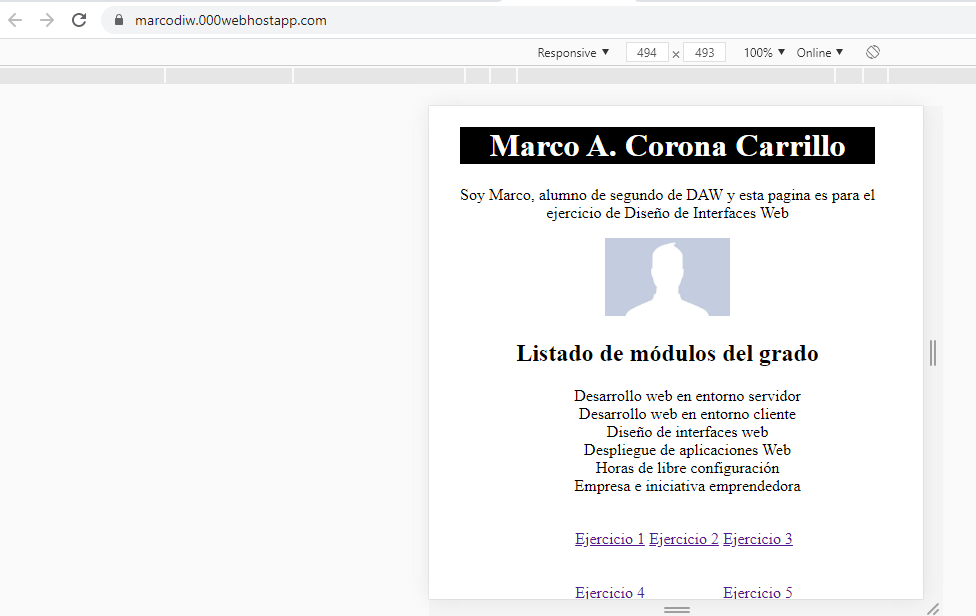 marcodiw.000webhostapp.com
Responsive ▼ 494 × 493 100% ▼ Online ▼
Marco A. Corona Carrillo
Soy Marco, alumno de segundo de DAW y esta pagina es para el
ejercicio de Diseño de Interfaces Web
Listado de módulos del grado
Desarrollo web en entorno servidor
Desarrollo web en entorno cliente
Diseño de interfaces web
Despliegue de aplicaciones Web
Horas de libre configuración
Empresa e iniciativa emprendedora
Ejercicio 1 Ejercicio 2 Ejercicio 3
Ejercicio 4 Ejercicio 5